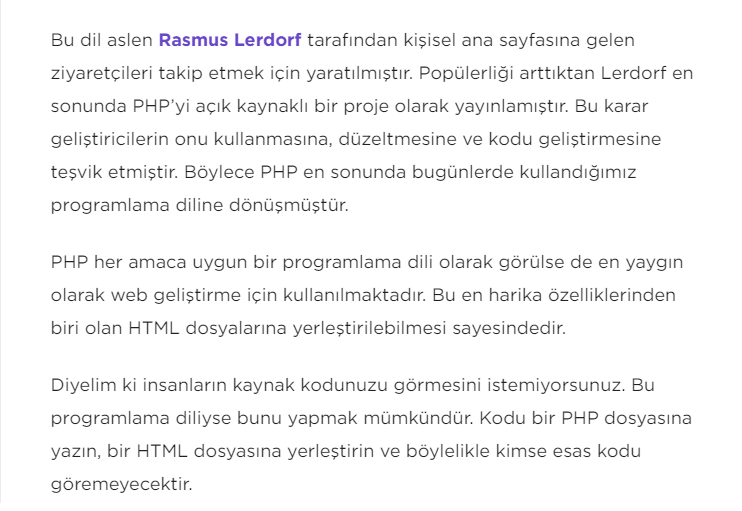 Bu dil aslen Rasmus Lerdorf tarafından kişisel ana sayfasına gelen
ziyaretçileri takip etmek için yaratılmıştır. Popülerliği arttıktan Lerdorf en
sonunda PHP’yi açık kaynaklı bir proje olarak yayınlamıştır. Bu karar
geliştiricilerin onu kullanmasına, düzeltmesine ve kodu geliştirmesine
teşvik etmiştir. Böylece PHP en sonunda bugünlerde kullandığımız
programlama diline dönüşmüştür.
PHP her amaca uygun bir programlama dili olarak görülse de en yaygın
olarak web geliştirme için kullanılmaktadır. Bu en harika özelliklerinden
biri olan HTML dosyalarına yerleştirilebilmesi sayesindedir.
Diyelim ki insanların kaynak kodunuzu görmesini istemiyorsunuz. Bu
programlama diliyse bunu yapmak mümkündür. Kodu bir PHP dosyasına
yazın, bir HTML dosyasına yerleştirin ve böylelikle kimse esas kodu
göremeyecektir.